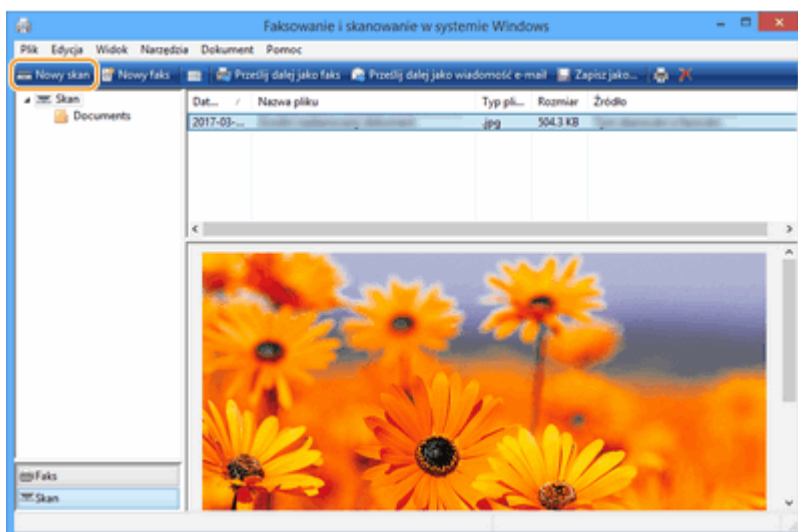 Faksowanie i skanowanie w systemie Windows
Plik Edycja Widok Narzędzia Dokument Pomoc
Nowy skan Nowy faks Prześlij dalej jako faks Prześlij dalej jako wiadomość e-mail Zapisz jako...
Skan
Documents
Dat... Nazwa pliku Typ pli... Rozmiar Źródło
2017-03-... .jpg 504.3 KB
Faks
Skan